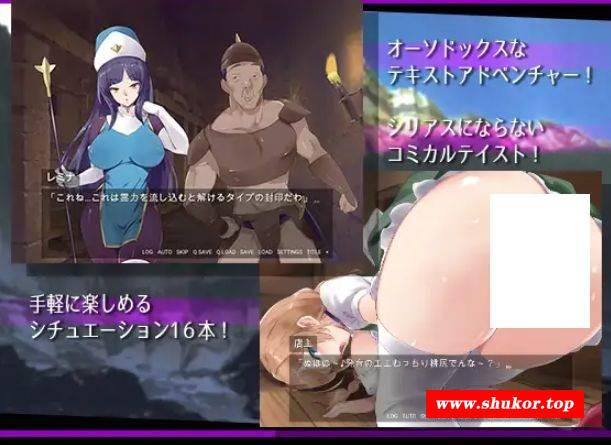 オーソドックスな
テキストアドベンチャー！
シリアスにならない
コミカルテイスト！
レミナ
「これね…これは霊力を流し込むと解けるタイプの封印だわ」
LOG AUTO SKIP Q.SAVE Q.LOAD SAVE LOAD SETTINGS TITLE
手軽に楽しめる
シチュエーション16本！
店主
www.shukor.top